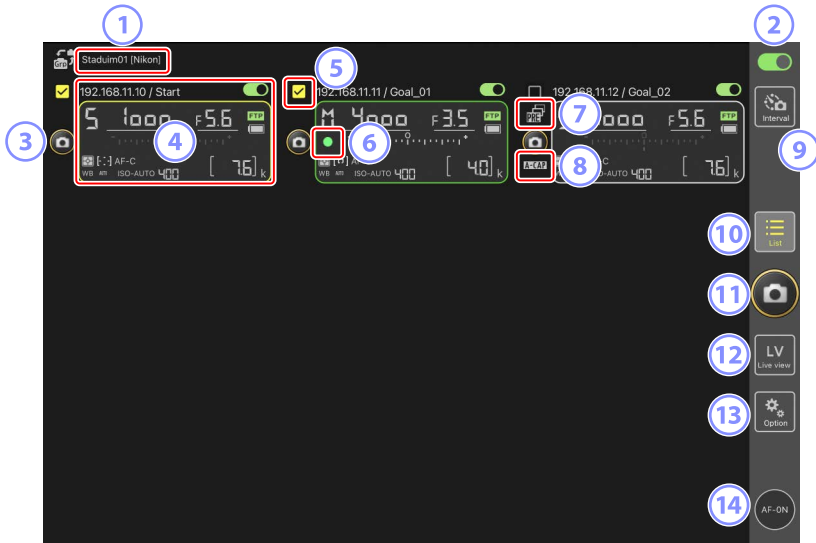 1
2
Staduim01 [Nikon]
5
192.168.11.10 / Start
192.168.11.11 / Goal_01
192.168.11.12 / Goal_02
S 1000 F5.6 FTP
M 4000 F3.5 FTP
1000 F5.6 FTP
PRE
7
Interval
3
4
6
8
9
AF-C
A-CAP
WB ISO-AUTO 400 [7.6] k
WB ISO-AUTO 400 [4.0] k
400 [7.6] k
10
List
11
12
LV
Live view
13
Option
14
AF-ON